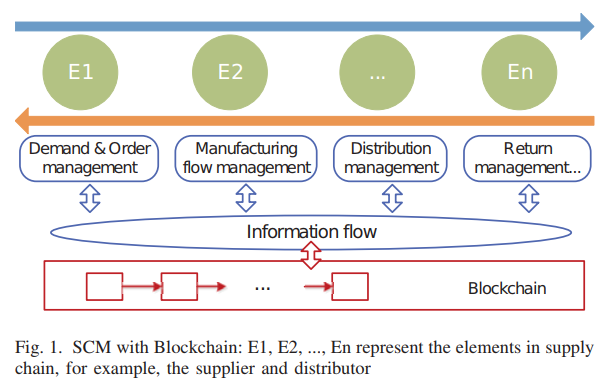 E1 E2 ... En
Demand & Order
management
Manufacturing
flow management
Distribution
management
Return
management...
Information flow
...
Blockchain
Fig. 1. SCM with Blockchain: E1, E2, ..., En represent the elements in supply
chain, for example, the supplier and distributor